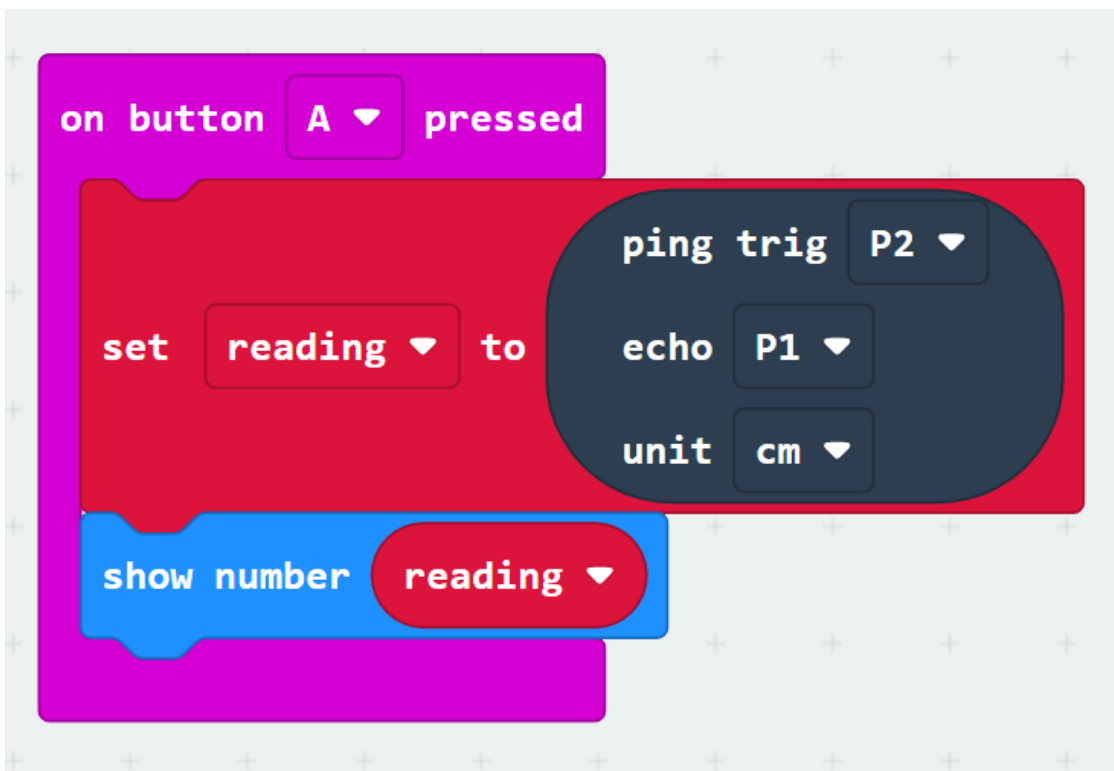 on button A pressed
ping trig P2
set reading to echo P1
unit cm
show number reading